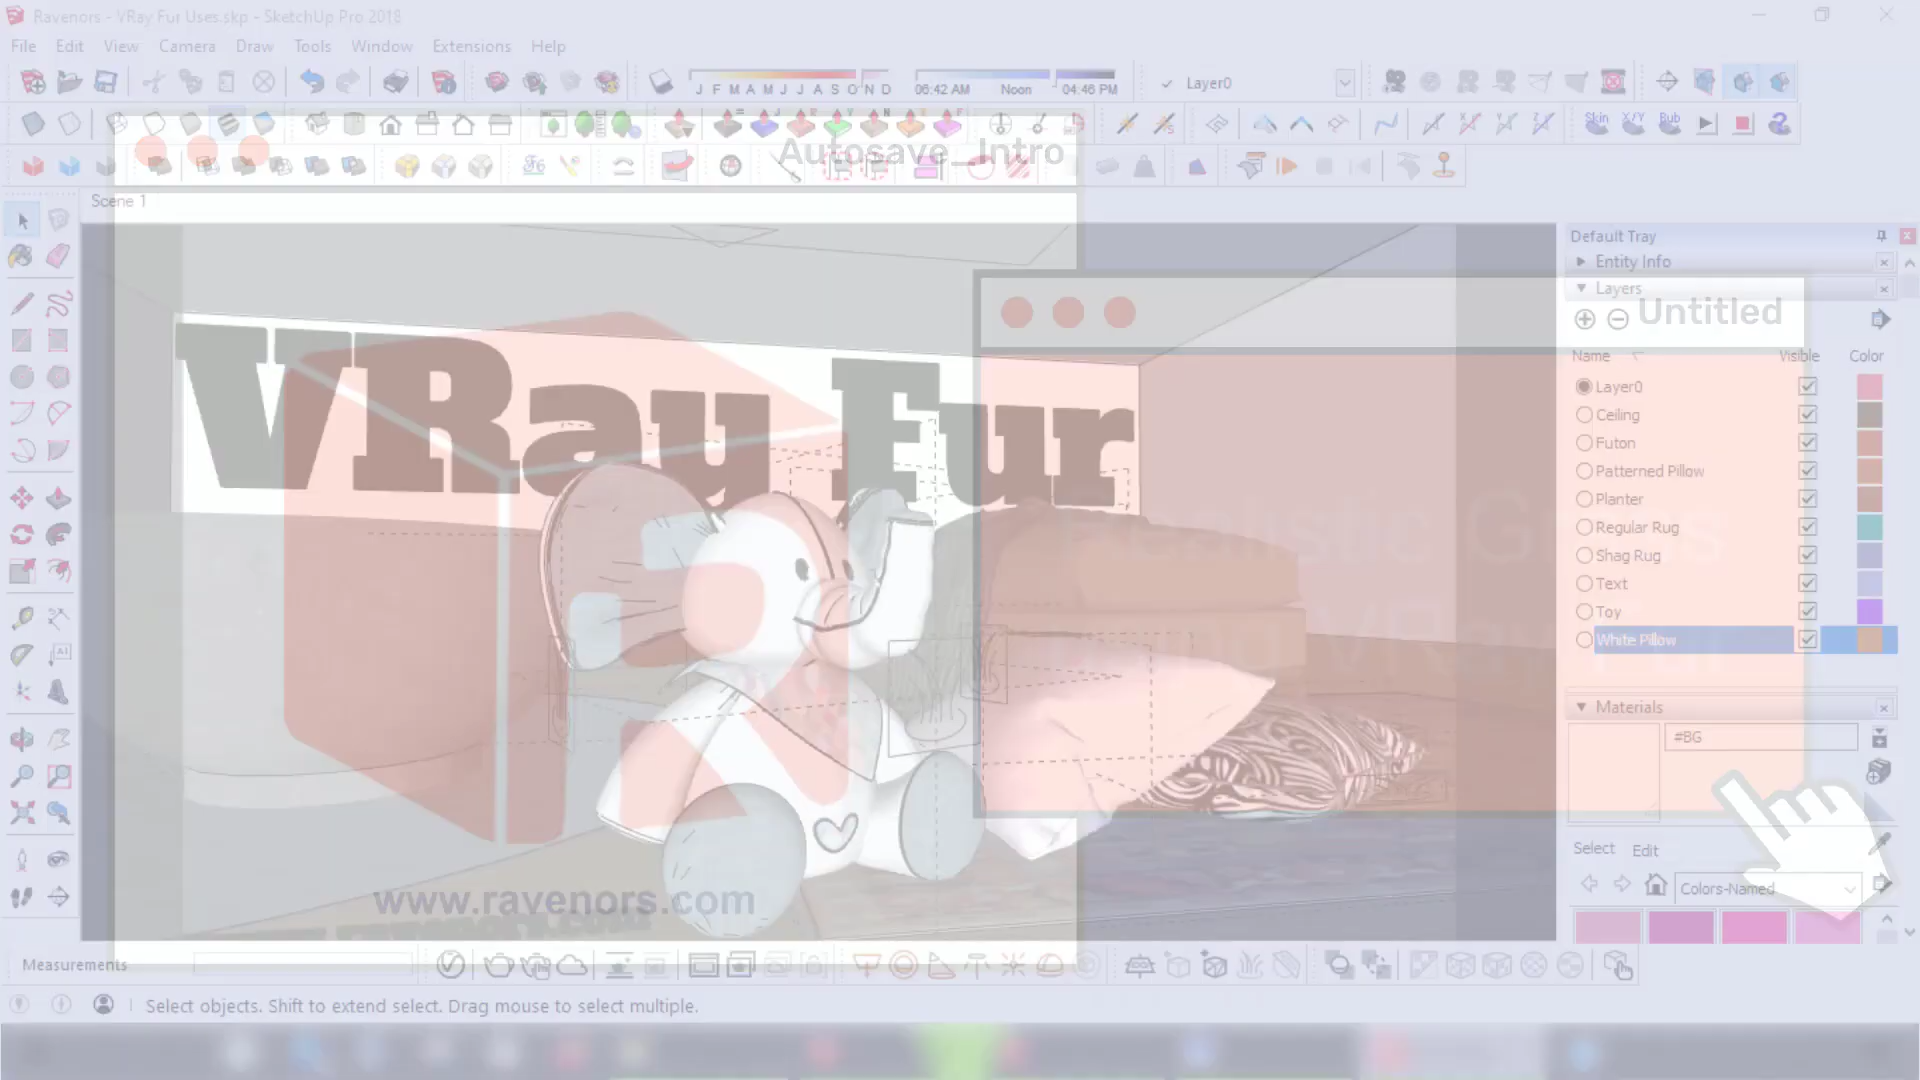 Ravenors - VRay Fur Uses.skp - SketchUp Pro 2018
File Edit View Camera Draw Tools Window Extensions Help
J F M A M J J A S O N D
06:42 AM Noon 04:46 PM
Layer0
Skin X/Y Bub
Autosave_Intro
Scene 1
Default Tray
Entity Info
Layers
Untitled
Name Visible Color
Layer0
Ceiling
Futon
Patterned Pillow
Planter
Regular Rug
Shag Rug
Text
Toy
White Pillow
VRay Fur
Materials
#BG
Select Edit
Colors-Named
www.ravenors.com
Measurements
Select objects. Shift to extend select. Drag mouse to select multiple.